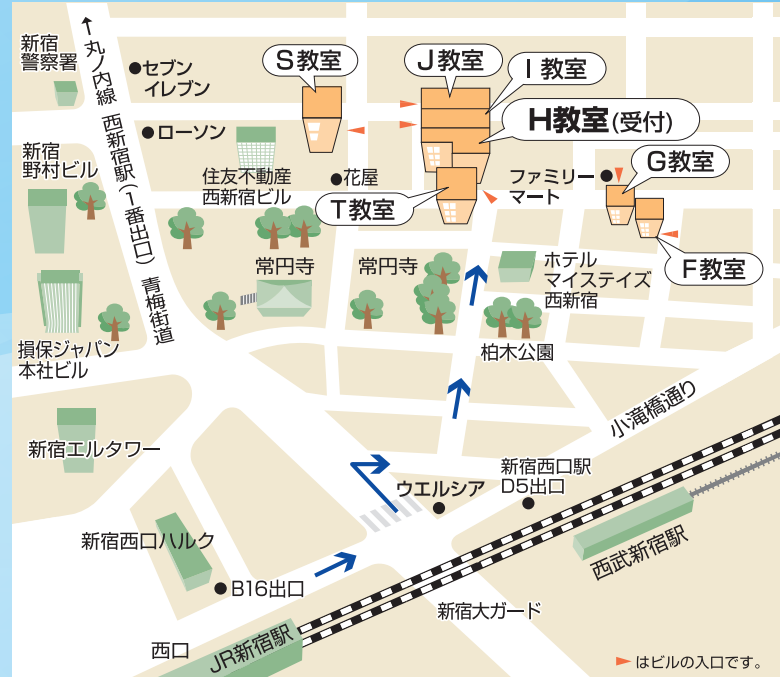 新宿
警察署
↑丸ノ内線 西新宿駅(1番出口) 青梅街道
セブン
イレブン
ローソン
S教室
J教室
I教室
H教室(受付)
G教室
F教室
T教室
新宿
野村ビル
住友不動産
西新宿ビル
花屋
ファミリー
マート
常円寺
常円寺
ホテル
マイステイズ
西新宿
柏木公園
損保ジャパン
本社ビル
小滝橋通り
新宿エルタワー
ウエルシア
新宿西口駅
D5出口
新宿西口ハルク
西武新宿駅
B16出口
新宿大ガード
西口
JR新宿駅
はビルの入口です。